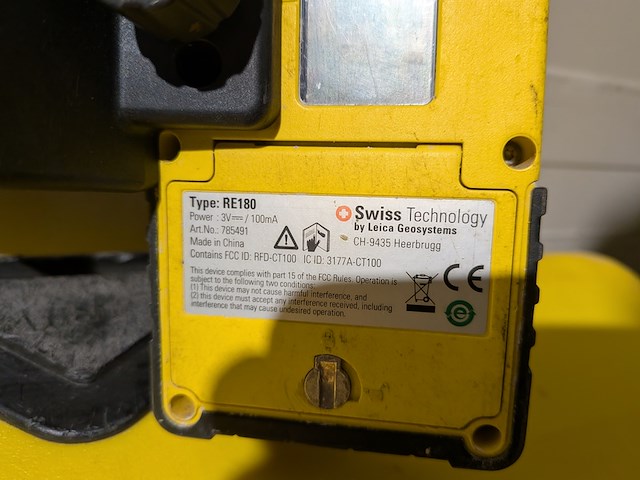 Type: RE180
Power : 3V⎓ / 100mA
Art.No.: 785491
Made in China
Contains FCC ID: RFD-CT100 IC ID: 3177A-CT100
Swiss Technology
by Leica Geosystems
CH-9435 Heerbrugg
This device complies with part 15 of the FCC Rules. Operation is
subject to the following two conditions:
(1) This device may not cause harmful interference, and
(2) this device must accept any interference received, including
interference that may cause undesired operation.
CE
e